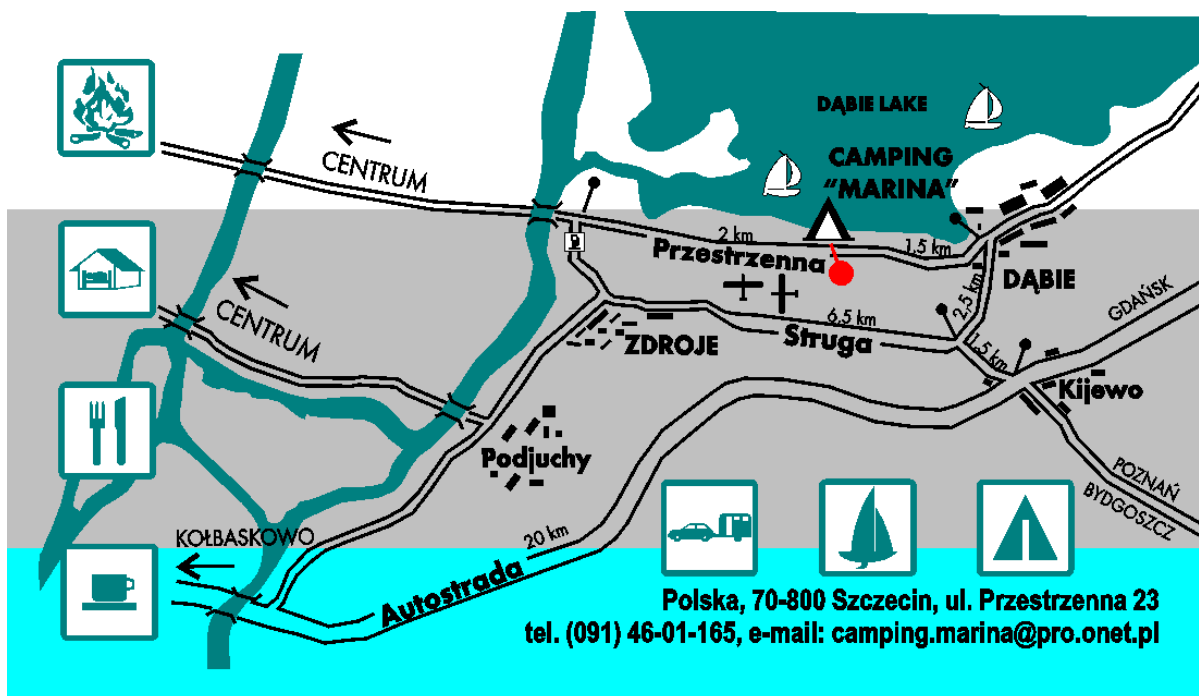 DĄBIE LAKE
CAMPING
"MARINA"
CENTRUM
2 km
Przestrzenna
1,5 km
DĄBIE
2,5 km
GDAŃSK
CENTRUM
ZDROJE
6,5 km
Struga
1,5 km
Kijewo
Podjuchy
POZNAŃ
BYDGOSZCZ
KOŁBASKOWO
20 km
Autostrada
Polska, 70-800 Szczecin, ul. Przestrzenna 23
tel. (091) 46-01-165, e-mail: camping.marina@pro.onet.pl